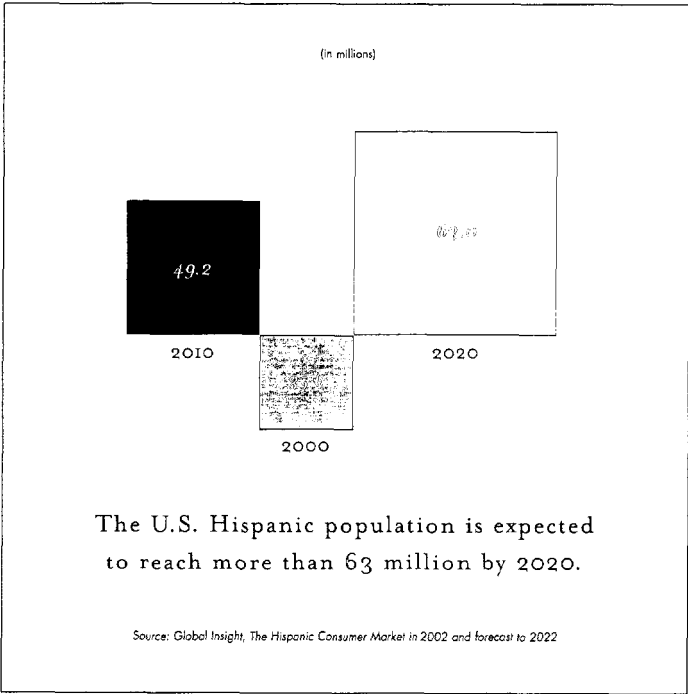 (in millions)
49.2
2010
2020
2000
The U.S. Hispanic population is expected
to reach more than 63 million by 2020.
Source: Global Insight, The Hispanic Consumer Market in 2002 and forecast to 2022